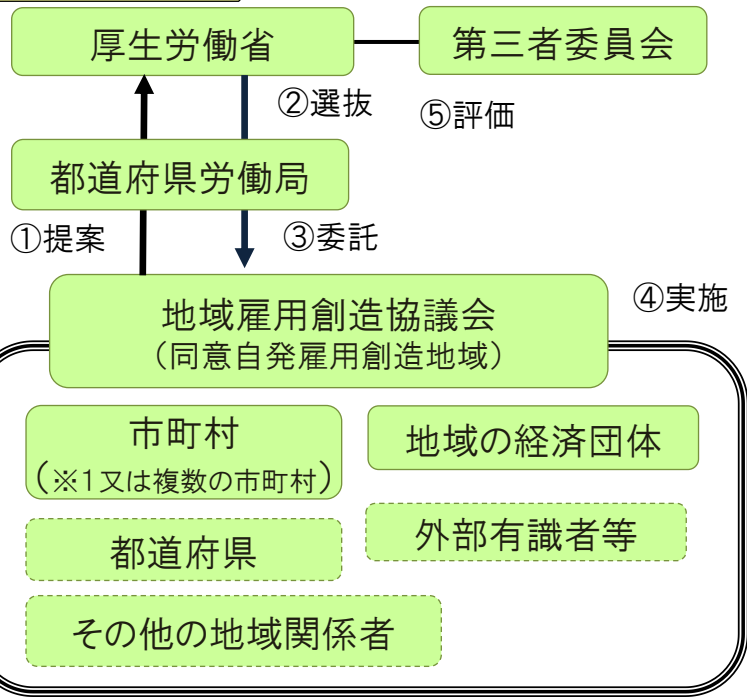 厚生労働省
第三者委員会
②選抜
⑤評価
都道府県労働局
①提案
③委託
地域雇用創造協議会
（同意自発雇用創造地域）
④実施
市町村
（※1又は複数の市町村）
地域の経済団体
都道府県
外部有識者等
その他の地域関係者